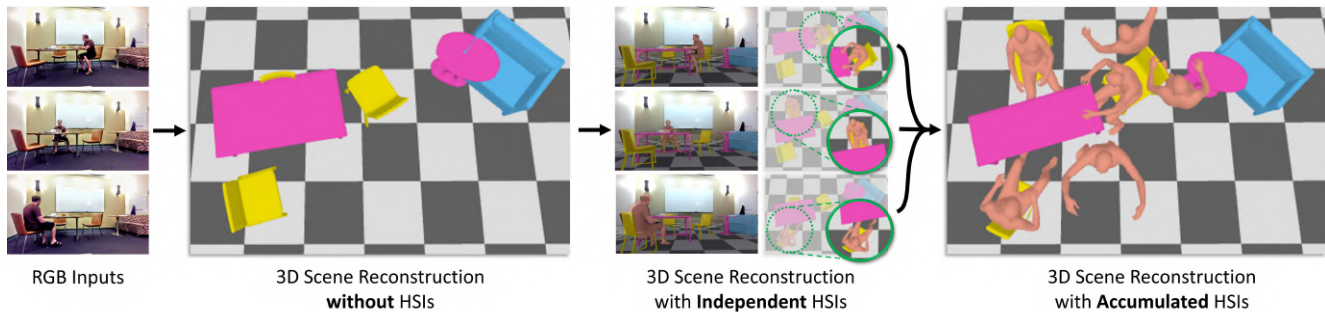 RGB Inputs
3D Scene Reconstruction
without HSIs
3D Scene Reconstruction
with Independent HSIs
3D Scene Reconstruction
with Accumulated HSIs